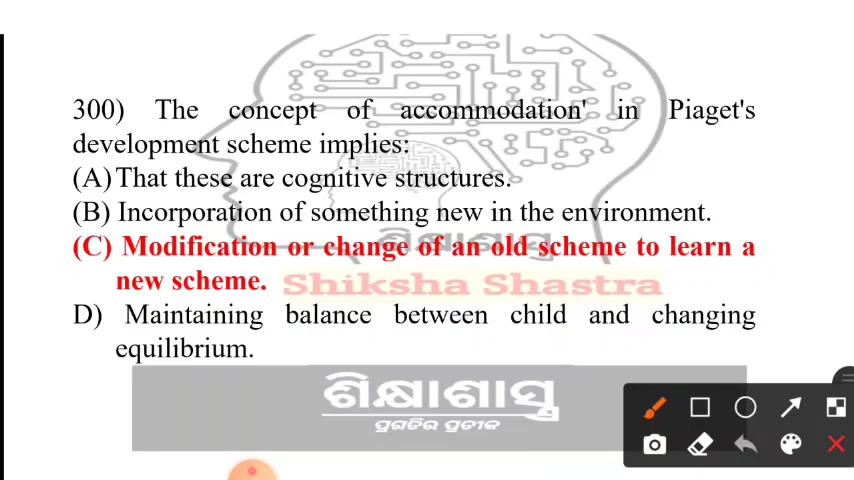 300) The concept of accommodation' in Piaget's
development scheme implies:
(A) That these are cognitive structures.
(B) Incorporation of something new in the environment.
(C) Modification or change of an old scheme to learn a
new scheme.
D) Maintaining balance between child and changing
equilibrium.
ଶିକ୍ଷାଶାସ୍ତ୍ର
Shiksha Shastra
ଶିକ୍ଷାଶାସ୍ତ୍ର
ପ୍ରଗତିର ପ୍ରତୀକ